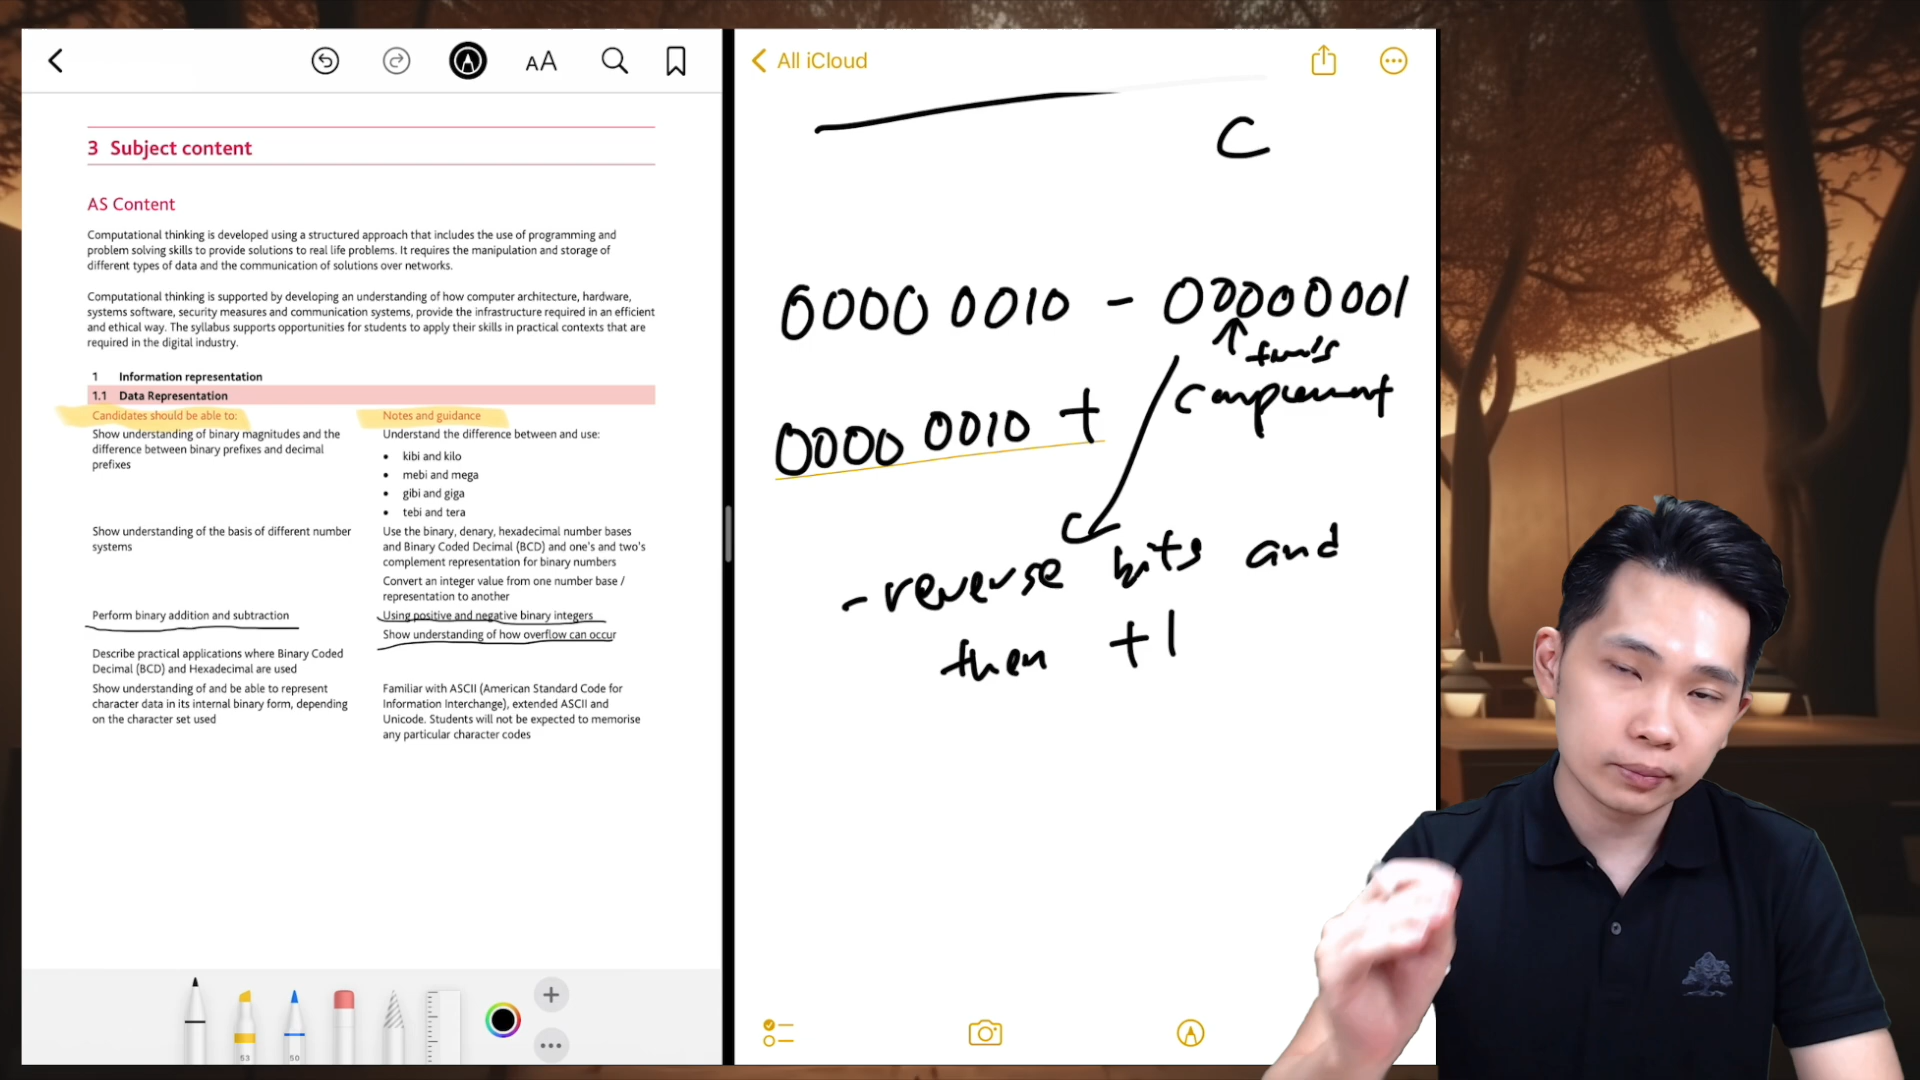 3 Subject content
AS Content
Computational thinking is developed using a structured approach that includes the use of programming and
problem solving skills to provide solutions to real life problems. It requires the manipulation and storage of
different types of data and the communication of solutions over networks.
Computational thinking is supported by developing an understanding of how computer architecture, hardware,
systems software, security measures and communication systems, provide the infrastructure required in an efficient
and ethical way. The syllabus supports opportunities for students to apply their skills in practical contexts that are
required in the digital industry.
1 Information representation
1.1 Data Representation
Candidates should be able to:
Notes and guidance
Show understanding of binary magnitudes and the
difference between binary prefixes and decimal
prefixes
Understand the difference between and use:
• kibi and kilo
• mebi and mega
• gibi and giga
• tebi and tera
Show understanding of the basis of different number
systems
Use the binary, denary, hexadecimal number bases
and Binary Coded Decimal (BCD) and one's and two's
complement representation for binary numbers
Convert an integer value from one number base /
representation to another
Perform binary addition and subtraction
Using positive and negative binary integers
Show understanding of how overflow can occur
Describe practical applications where Binary Coded
Decimal (BCD) and Hexadecimal are used
Show understanding of and be able to represent
character data in its internal binary form, depending
on the character set used
Familiar with ASCII (American Standard Code for
Information Interchange), extended ASCII and
Unicode. Students will not be expected to memorise
any particular character codes
AA
53
50
All iCloud
C
0000 0010 - 00000001
two's
complement
0000 0010 +
- reverse bits and
then +1